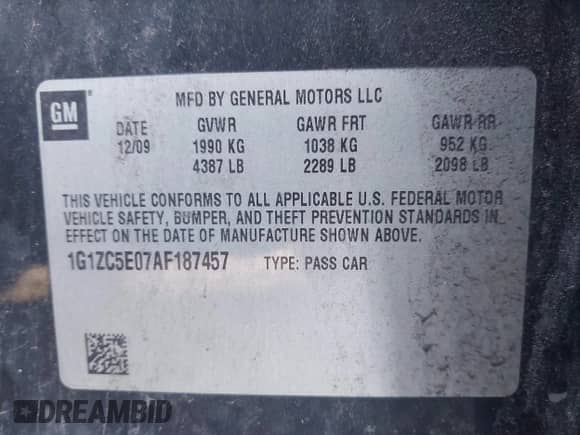 GM
MFD BY GENERAL MOTORS LLC
DATE GVWR GAWR FRT GAWR RR
12/09 1990 KG 1038 KG 952 KG
4387 LB 2289 LB 2098 LB
THIS VEHICLE CONFORMS TO ALL APPLICABLE U.S. FEDERAL MOTOR
VEHICLE SAFETY, BUMPER, AND THEFT PREVENTION STANDARDS IN
EFFECT ON THE DATE OF MANUFACTURE SHOWN ABOVE.
1G1ZC5E07AF187457 TYPE: PASS CAR
DREAMBID